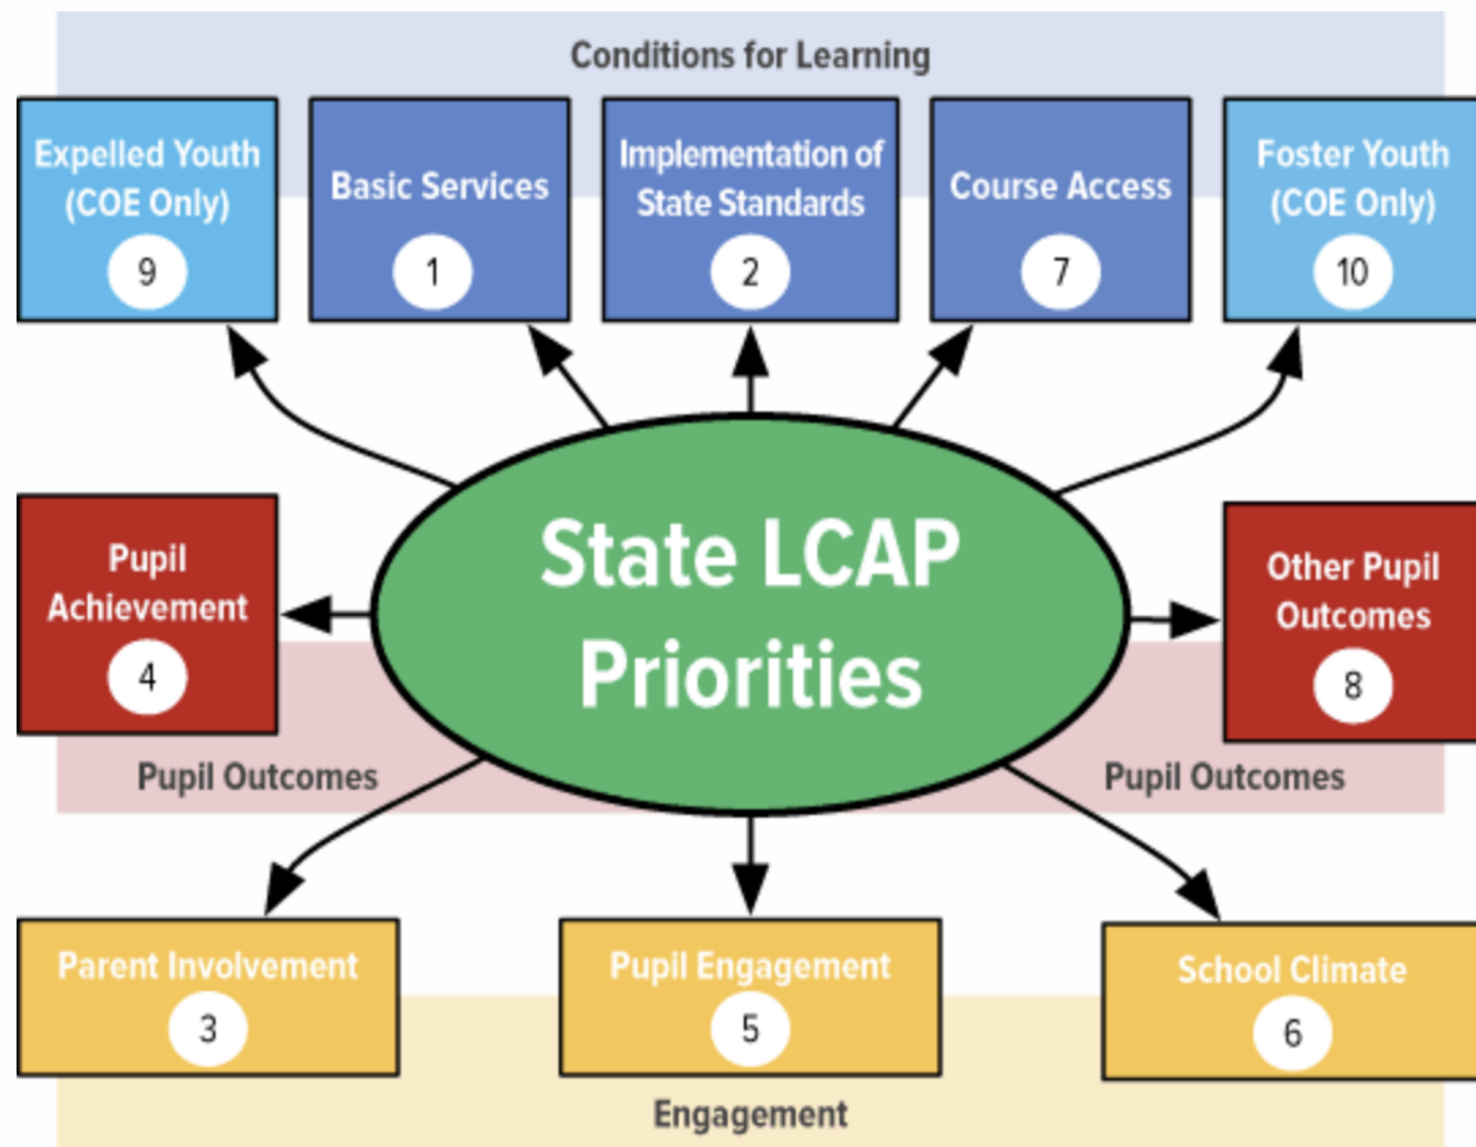 Conditions for Learning
Expelled Youth
(COE Only)
9
Basic Services
1
Implementation of
State Standards
2
Course Access
7
Foster Youth
(COE Only)
10
State LCAP
Priorities
Pupil
Achievement
4
Other Pupil
Outcomes
8
Pupil Outcomes
Pupil Outcomes
Parent Involvement
3
Pupil Engagement
5
School Climate
6
Engagement